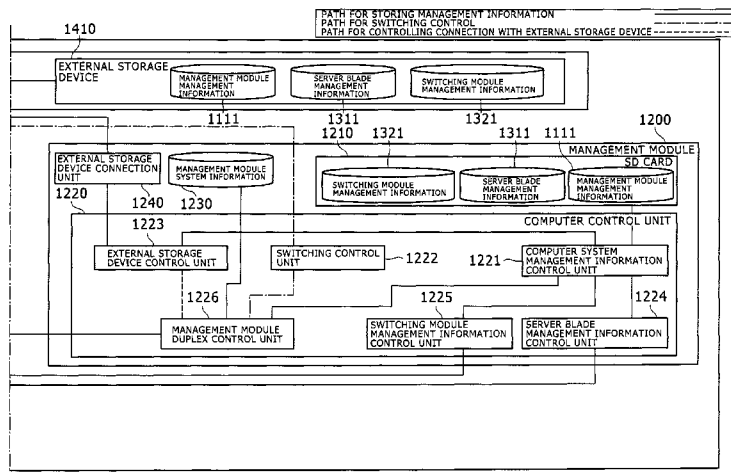 PATH FOR STORING MANAGEMENT INFORMATION
PATH FOR SWITCHING CONTROL
PATH FOR CONTROLLING CONNECTION WITH EXTERNAL STORAGE DEVICE
1410
EXTERNAL STORAGE
DEVICE
MANAGEMENT MODULE
MANAGEMENT
INFORMATION
SERVER BLADE
MANAGEMENT
INFORMATION
SWITCHING MODULE
MANAGEMENT INFORMATION
1111
1311
1321
1210
1321
1311
1111
1200
MANAGEMENT MODULE
SD CARD
EXTERNAL STORAGE
DEVICE CONNECTION
UNIT
MANAGEMENT MODULE
SYSTEM INFORMATION
SWITCHING MODULE
MANAGEMENT INFORMATION
SERVER BLADE
MANAGEMENT
INFORMATION
MANAGEMENT MODULE
MANAGEMENT
INFORMATION
1220
1240
1230
COMPUTER CONTROL UNIT
1223
EXTERNAL STORAGE
DEVICE CONTROL UNIT
SWITCHING CONTROL
UNIT
1222
1221
COMPUTER SYSTEM
MANAGEMENT INFORMATION
CONTROL UNIT
1226
1225
1224
MANAGEMENT MODULE
DUPLEX CONTROL UNIT
SWITCHING MODULE
MANAGEMENT INFORMATION
CONTROL UNIT
SERVER BLADE
MANAGEMENT INFORMATION
CONTROL UNIT